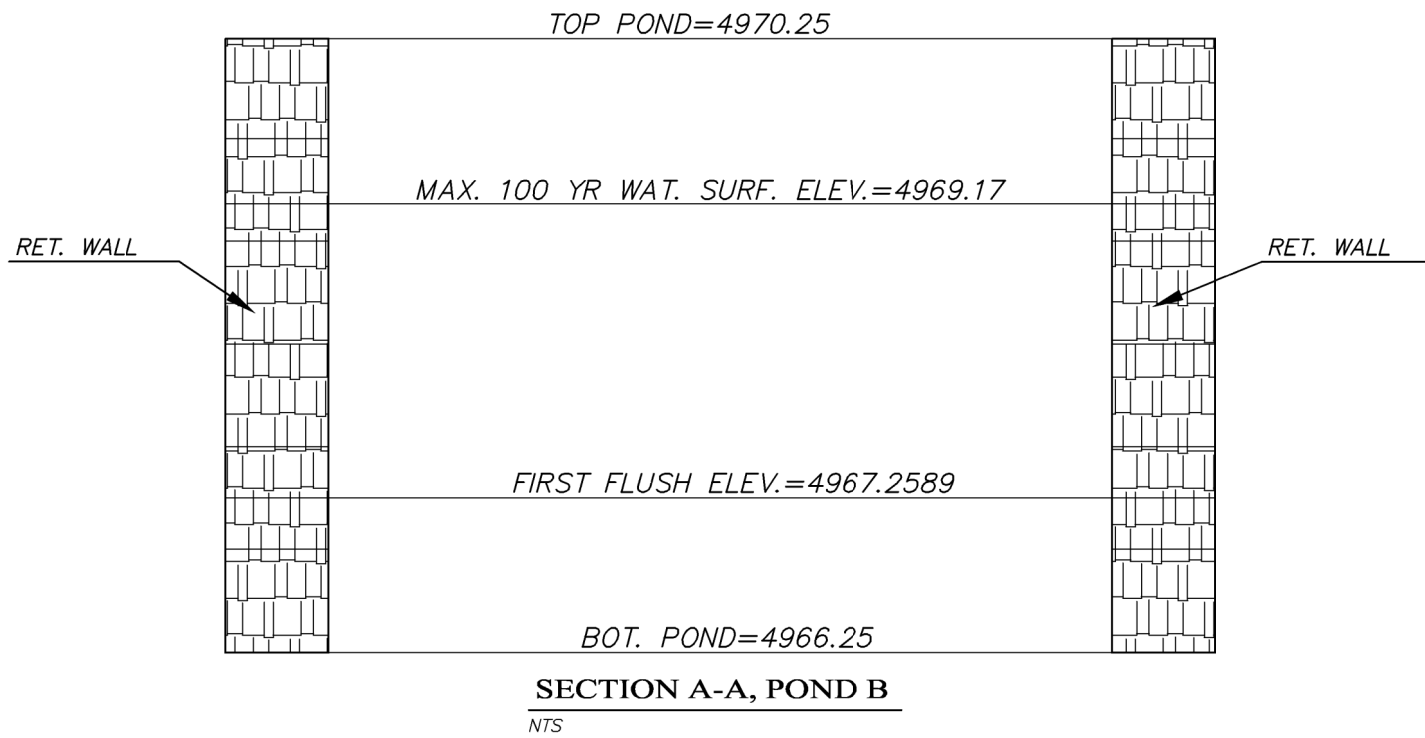 TOP POND=4970.25
MAX. 100 YR WAT. SURF. ELEV.=4969.17
RET. WALL
RET. WALL
FIRST FLUSH ELEV.=4967.2589
BOT. POND=4966.25
SECTION A-A, POND B
NTS